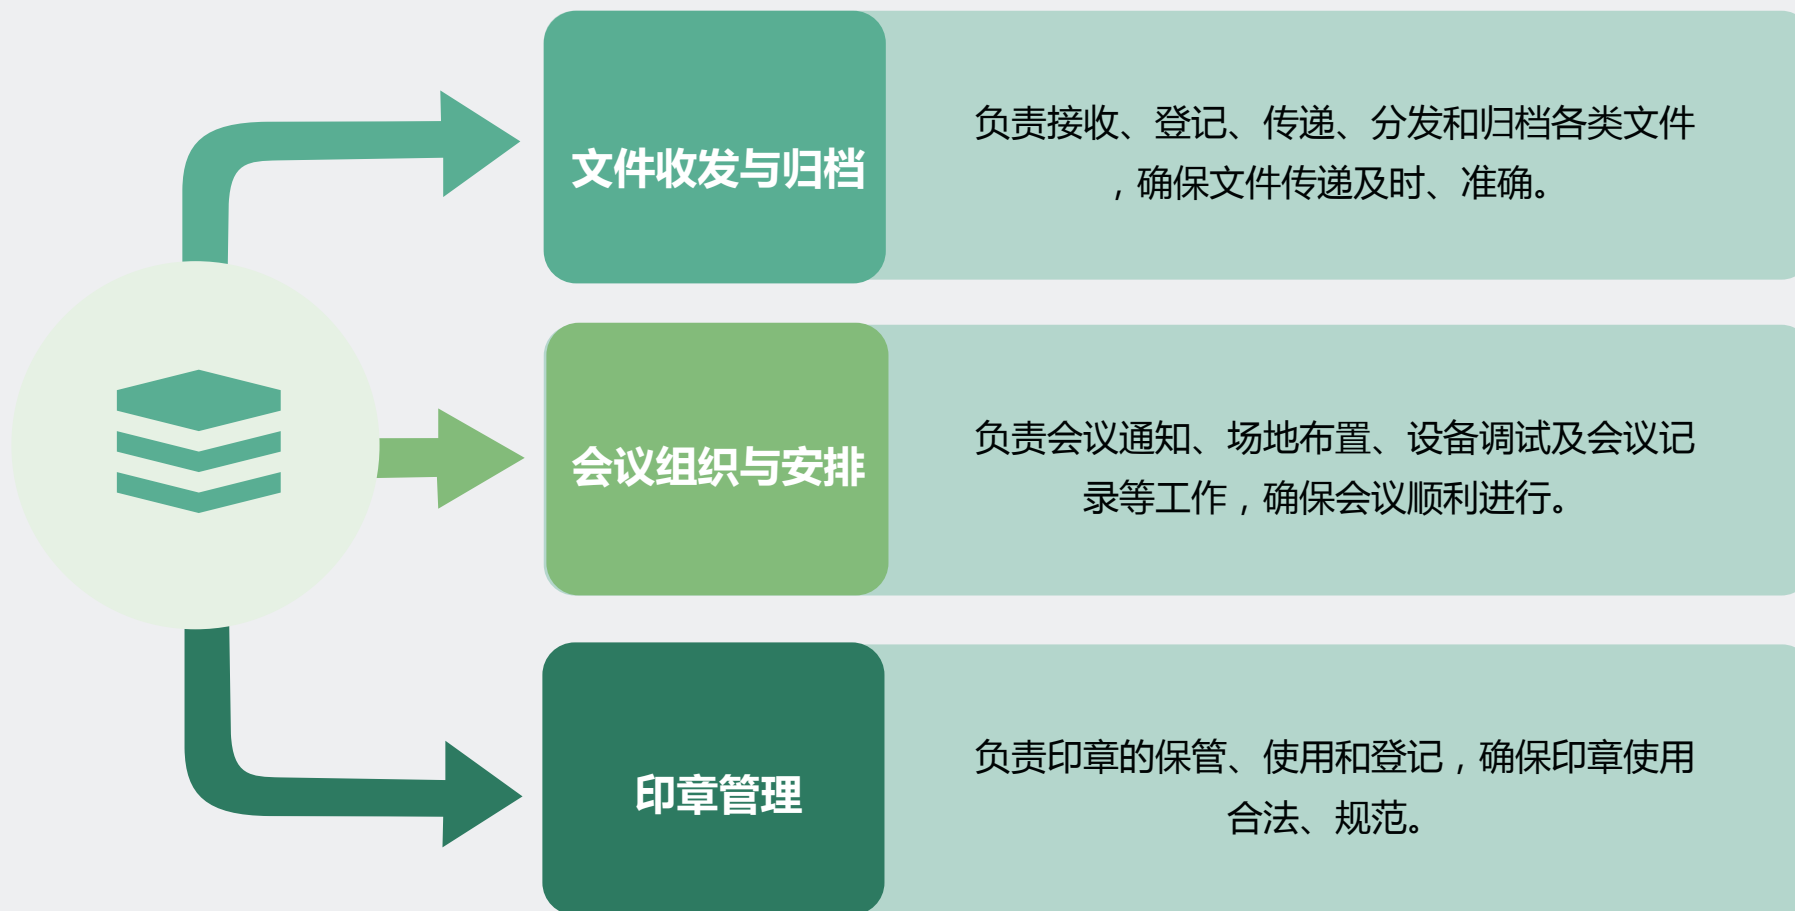 文件收发与归档
负责接收、登记、传递、分发和归档各类文件
，确保文件传递及时、准确。
会议组织与安排
负责会议通知、场地布置、设备调试及会议记
录等工作，确保会议顺利进行。
印章管理
负责印章的保管、使用和登记，确保印章使用
合法、规范。